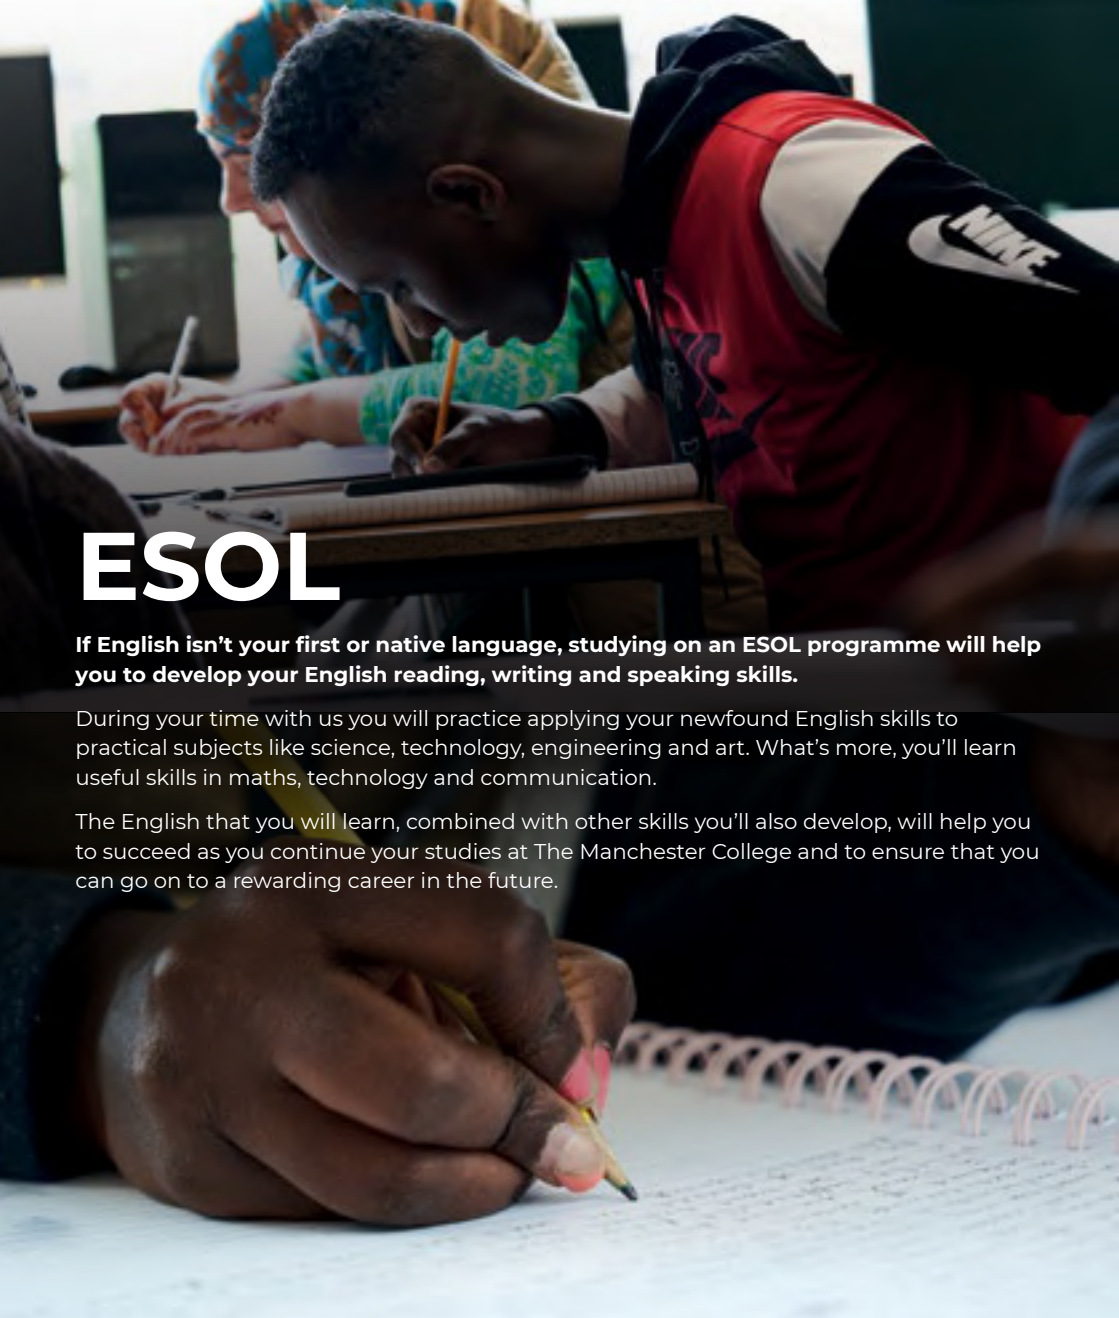 NIKE
ESOL
If English isn’t your first or native language, studying on an ESOL programme will help
you to develop your English reading, writing and speaking skills.
During your time with us you will practice applying your newfound English skills to
practical subjects like science, technology, engineering and art. What’s more, you’ll learn
useful skills in maths, technology and communication.
The English that you will learn, combined with other skills you’ll also develop, will help you
to succeed as you continue your studies at The Manchester College and to ensure that you
can go on to a rewarding career in the future.